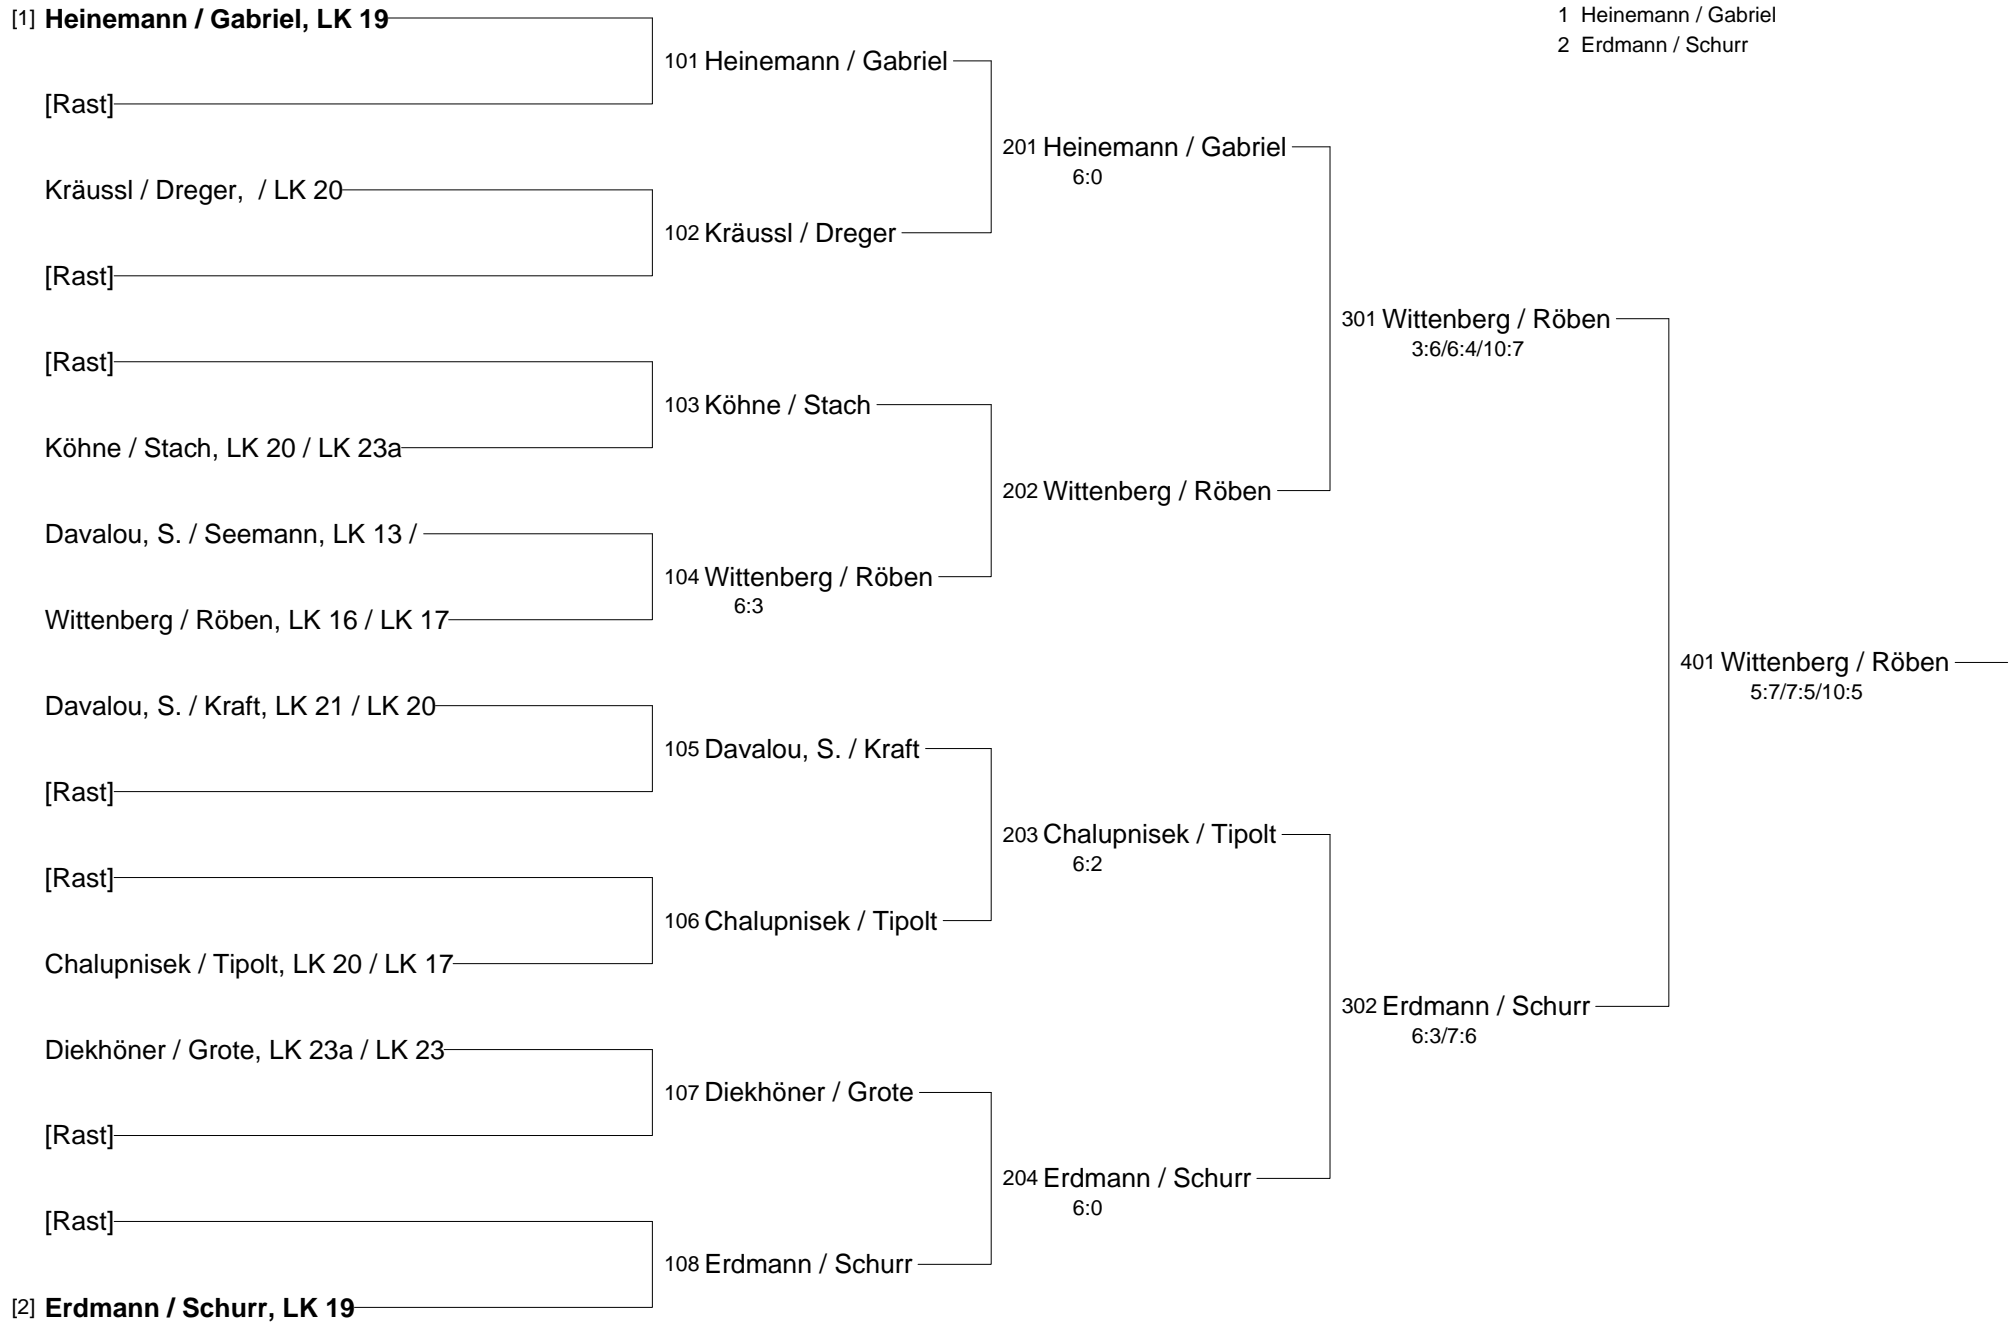 [1] Heinemann / Gabriel, LK 19
[Rast]
Kräussl / Dreger,  / LK 20
[Rast]
[Rast]
Köhne / Stach, LK 20 / LK 23a
Davalou, S. / Seemann, LK 13 /
Wittenberg / Röben, LK 16 / LK 17
Davalou, S. / Kraft, LK 21 / LK 20
[Rast]
[Rast]
Chalupnisek / Tipolt, LK 20 / LK 17
Diekhöner / Grote, LK 23a / LK 23
[Rast]
[Rast]
[2] Erdmann / Schurr, LK 19
101 Heinemann / Gabriel
102 Kräussl / Dreger
103 Köhne / Stach
104 Wittenberg / Röben
6:3
105 Davalou, S. / Kraft
106 Chalupnisek / Tipolt
107 Diekhöner / Grote
108 Erdmann / Schurr
201 Heinemann / Gabriel
6:0
202 Wittenberg / Röben
203 Chalupnisek / Tipolt
6:2
204 Erdmann / Schurr
6:0
301 Wittenberg / Röben
3:6/6:4/10:7
302 Erdmann / Schurr
6:3/7:6
401 Wittenberg / Röben
5:7/7:5/10:5
1 Heinemann / Gabriel
2 Erdmann / Schurr